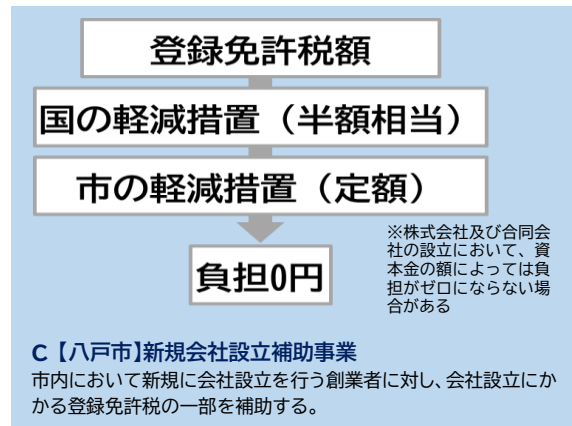 登録免許税額
国の軽減措置（半額相当）
市の軽減措置（定額）
負担0円
※株式会社及び合同会
社の設立において、資
本金の額によっては負
担がゼロにならない場
合がある
C【八戸市】新規会社設立補助事業
市内において新規に会社設立を行う創業者に対し、会社設立にか
かる登録免許税の一部を補助する。